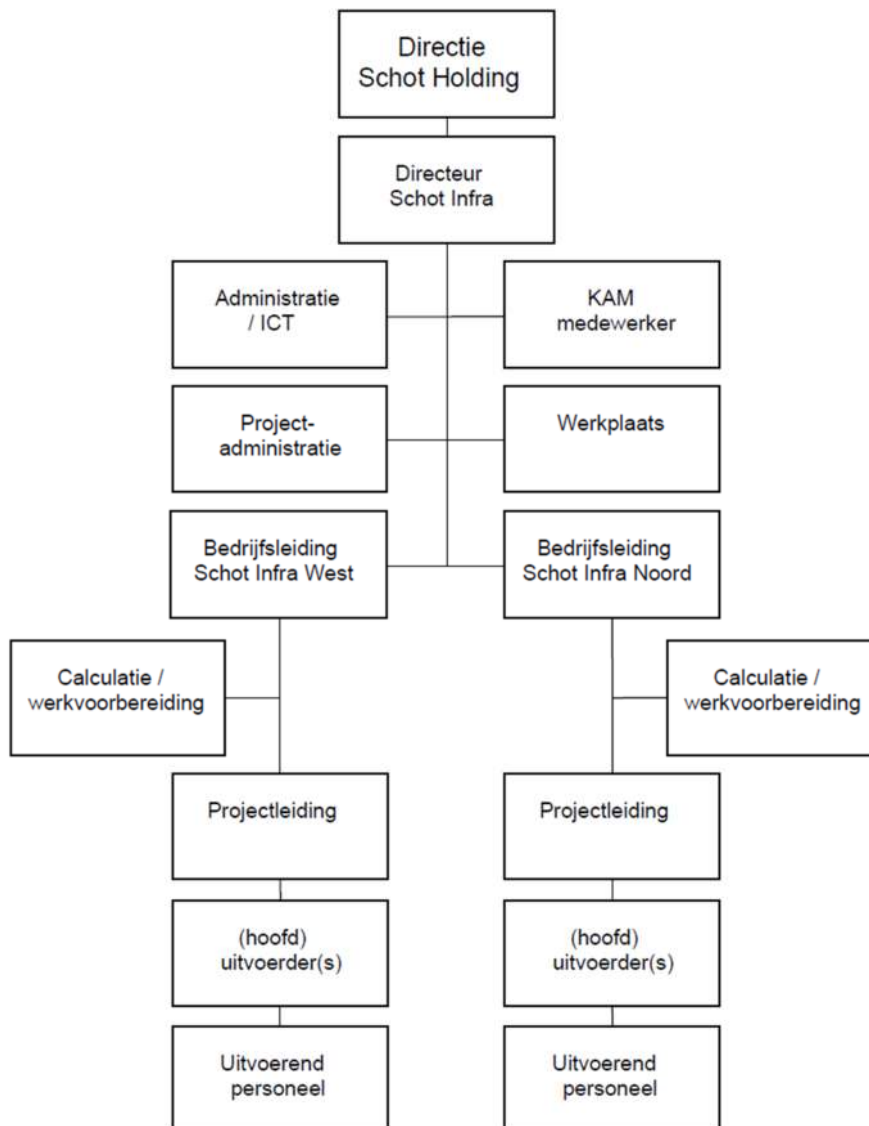 Directie
Schot Holding
Directeur
Schot Infra
Administratie
/ ICT
KAM
medewerker
Project-
administratie
Werkplaats
Bedrijfsleiding
Schot Infra West
Bedrijfsleiding
Schot Infra Noord
Calculatie /
werkvoorbereiding
Calculatie /
werkvoorbereiding
Projectleiding
Projectleiding
(hoofd)
uitvoerder(s)
(hoofd)
uitvoerder(s)
Uitvoerend
personeel
Uitvoerend
personeel